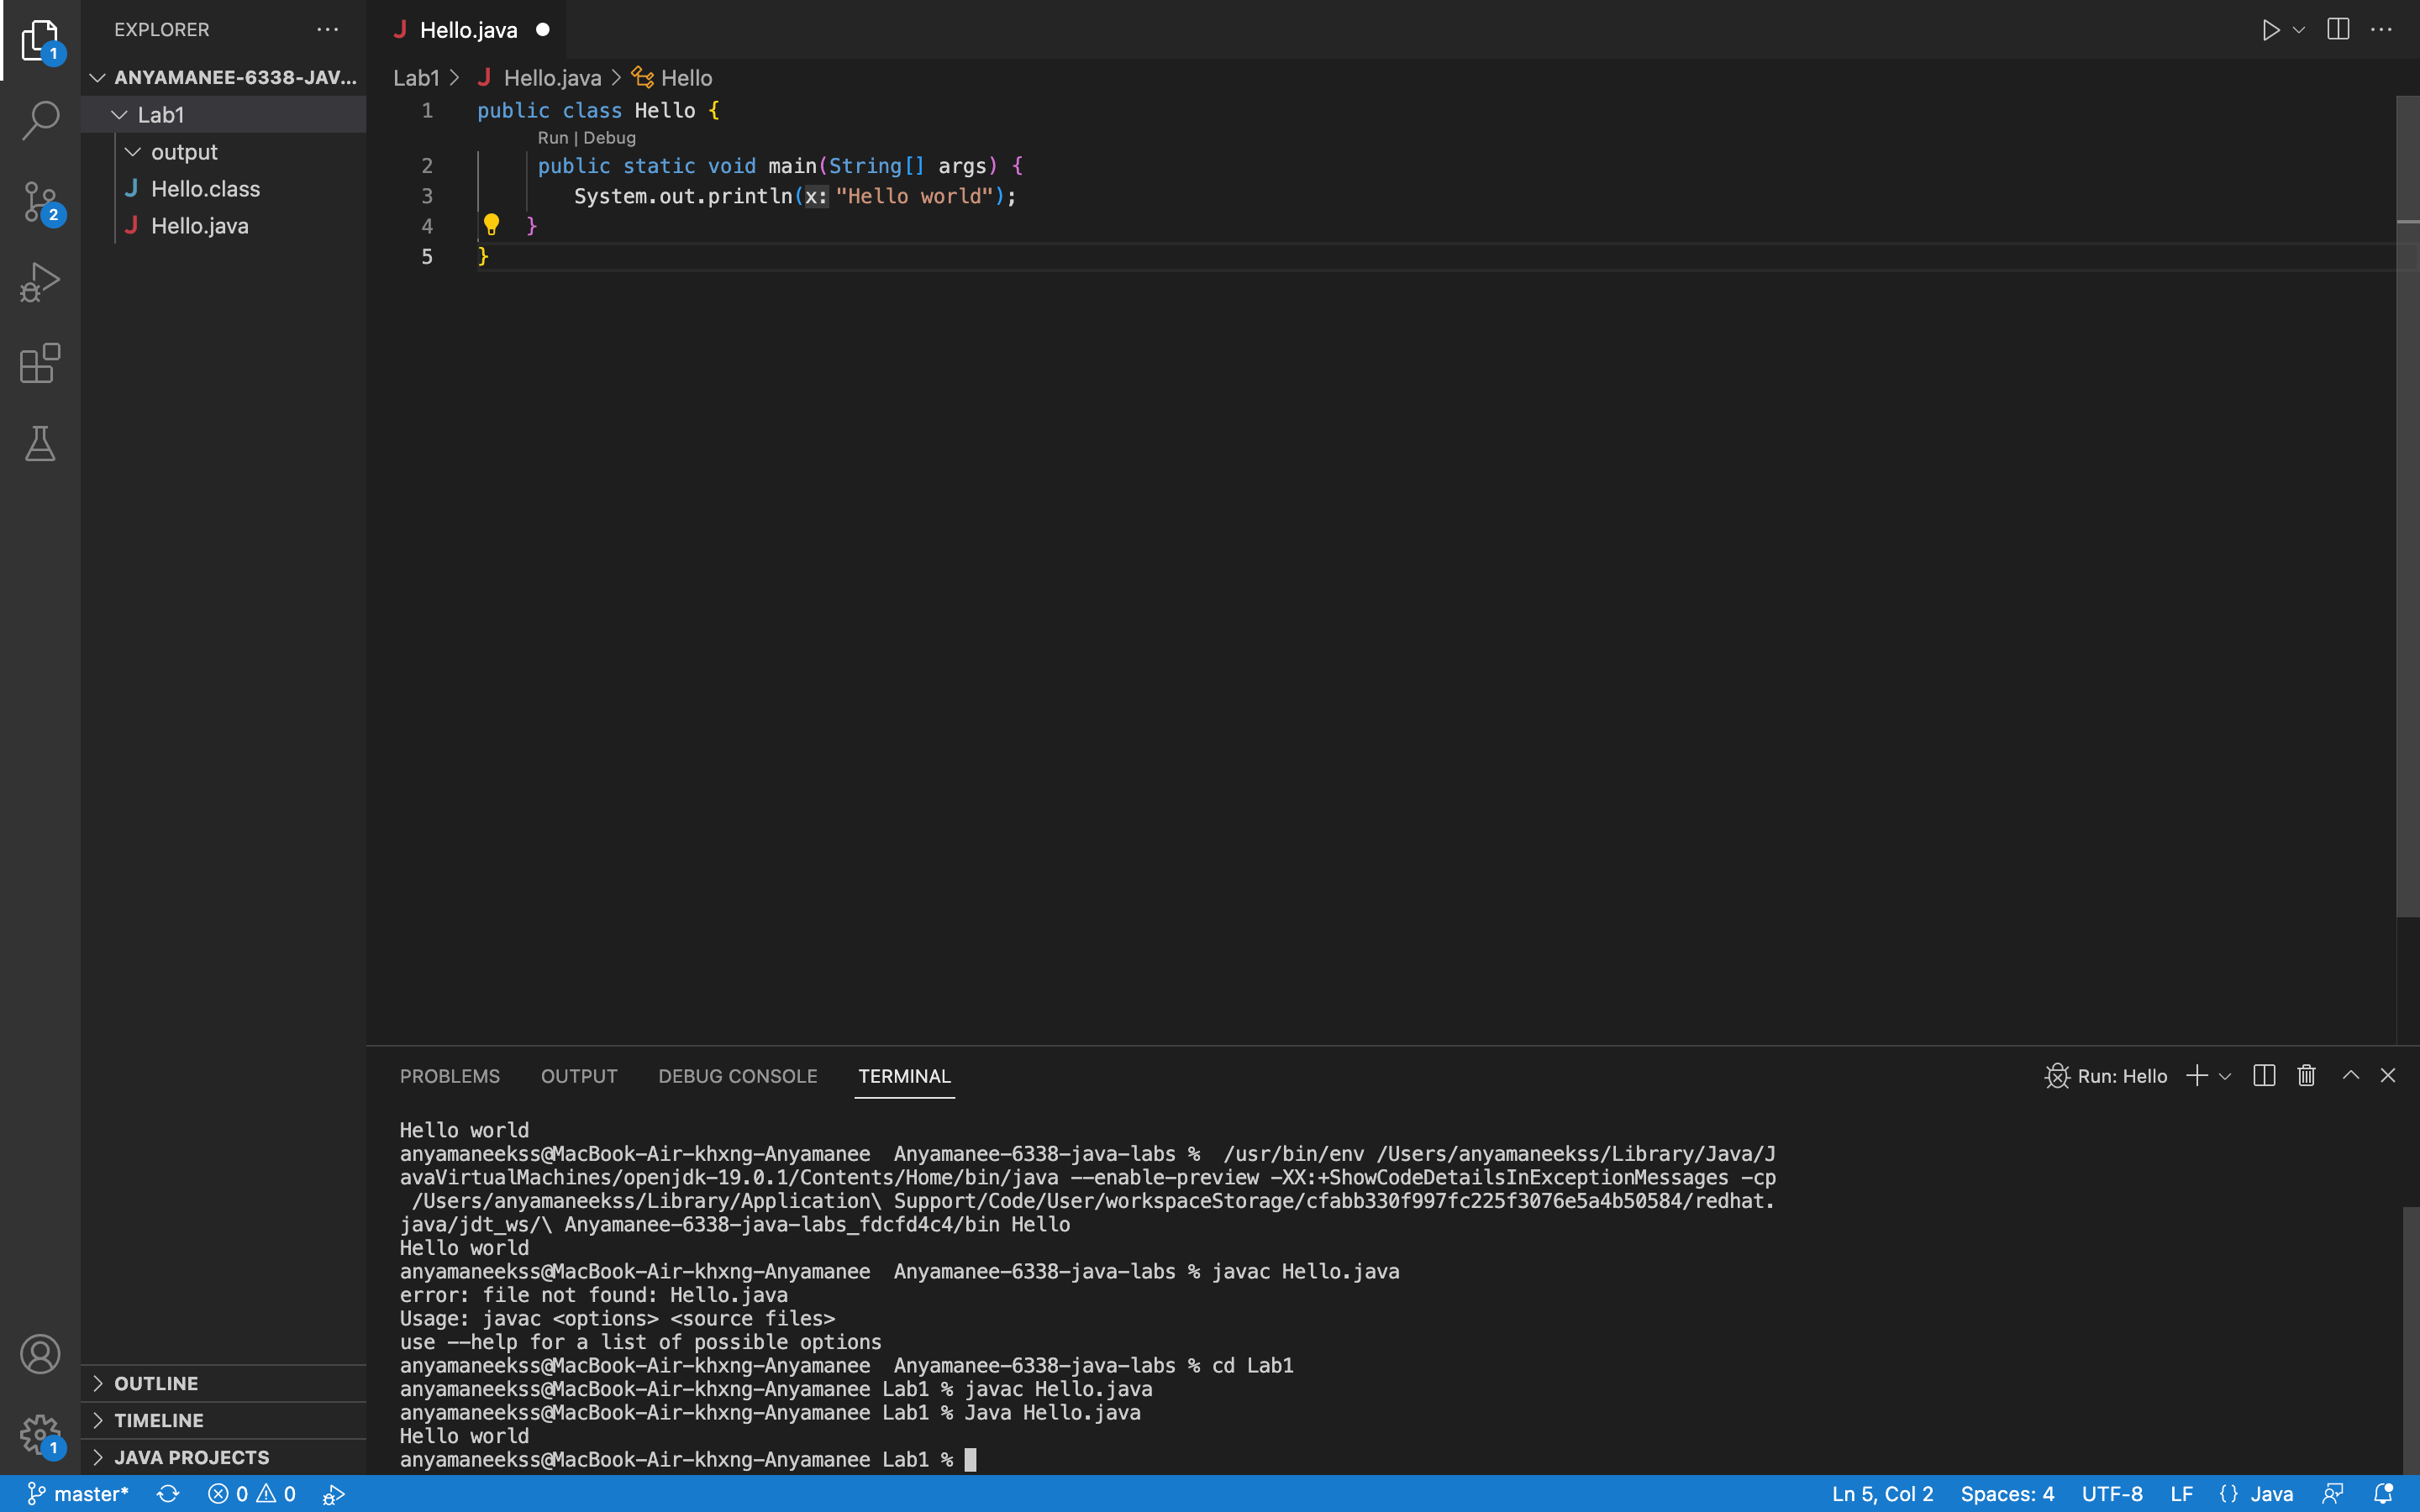 EXPLORER
1
ANYAMANEE-6338-JAV...
Lab1
output
Hello.class
Hello.java
2
OUTLINE
TIMELINE
JAVA PROJECTS
1
Hello.java
Lab1 > Hello.java > Hello
1 public class Hello {
Run | Debug
2 public static void main(String[] args) {
3 System.out.println(x: "Hello world");
4 }
5 }
PROBLEMS OUTPUT DEBUG CONSOLE TERMINAL
Run: Hello
Hello world
anyamaneekss@MacBook-Air-khxng-Anyamanee  Anyamanee-6338-java-labs %  /usr/bin/env /Users/anyamaneekss/Library/Java/J
avaVirtualMachines/openjdk-19.0.1/Contents/Home/bin/java --enable-preview -XX:+ShowCodeDetailsInExceptionMessages -cp
/Users/anyamaneekss/Library/Application\ Support/Code/User/workspaceStorage/cfabb330f997fc225f3076e5a4b50584/redhat.
java/jdt_ws/\ Anyamanee-6338-java-labs_fdcfd4c4/bin Hello
Hello world
anyamaneekss@MacBook-Air-khxng-Anyamanee  Anyamanee-6338-java-labs % javac Hello.java
error: file not found: Hello.java
Usage: javac <options> <source files>
use --help for a list of possible options
anyamaneekss@MacBook-Air-khxng-Anyamanee  Anyamanee-6338-java-labs % cd Lab1
anyamaneekss@MacBook-Air-khxng-Anyamanee Lab1 % javac Hello.java
anyamaneekss@MacBook-Air-khxng-Anyamanee Lab1 % Java Hello.java
Hello world
anyamaneekss@MacBook-Air-khxng-Anyamanee Lab1 %
master* 0 0 Ln 5, Col 2 Spaces: 4 UTF-8 LF {} Java